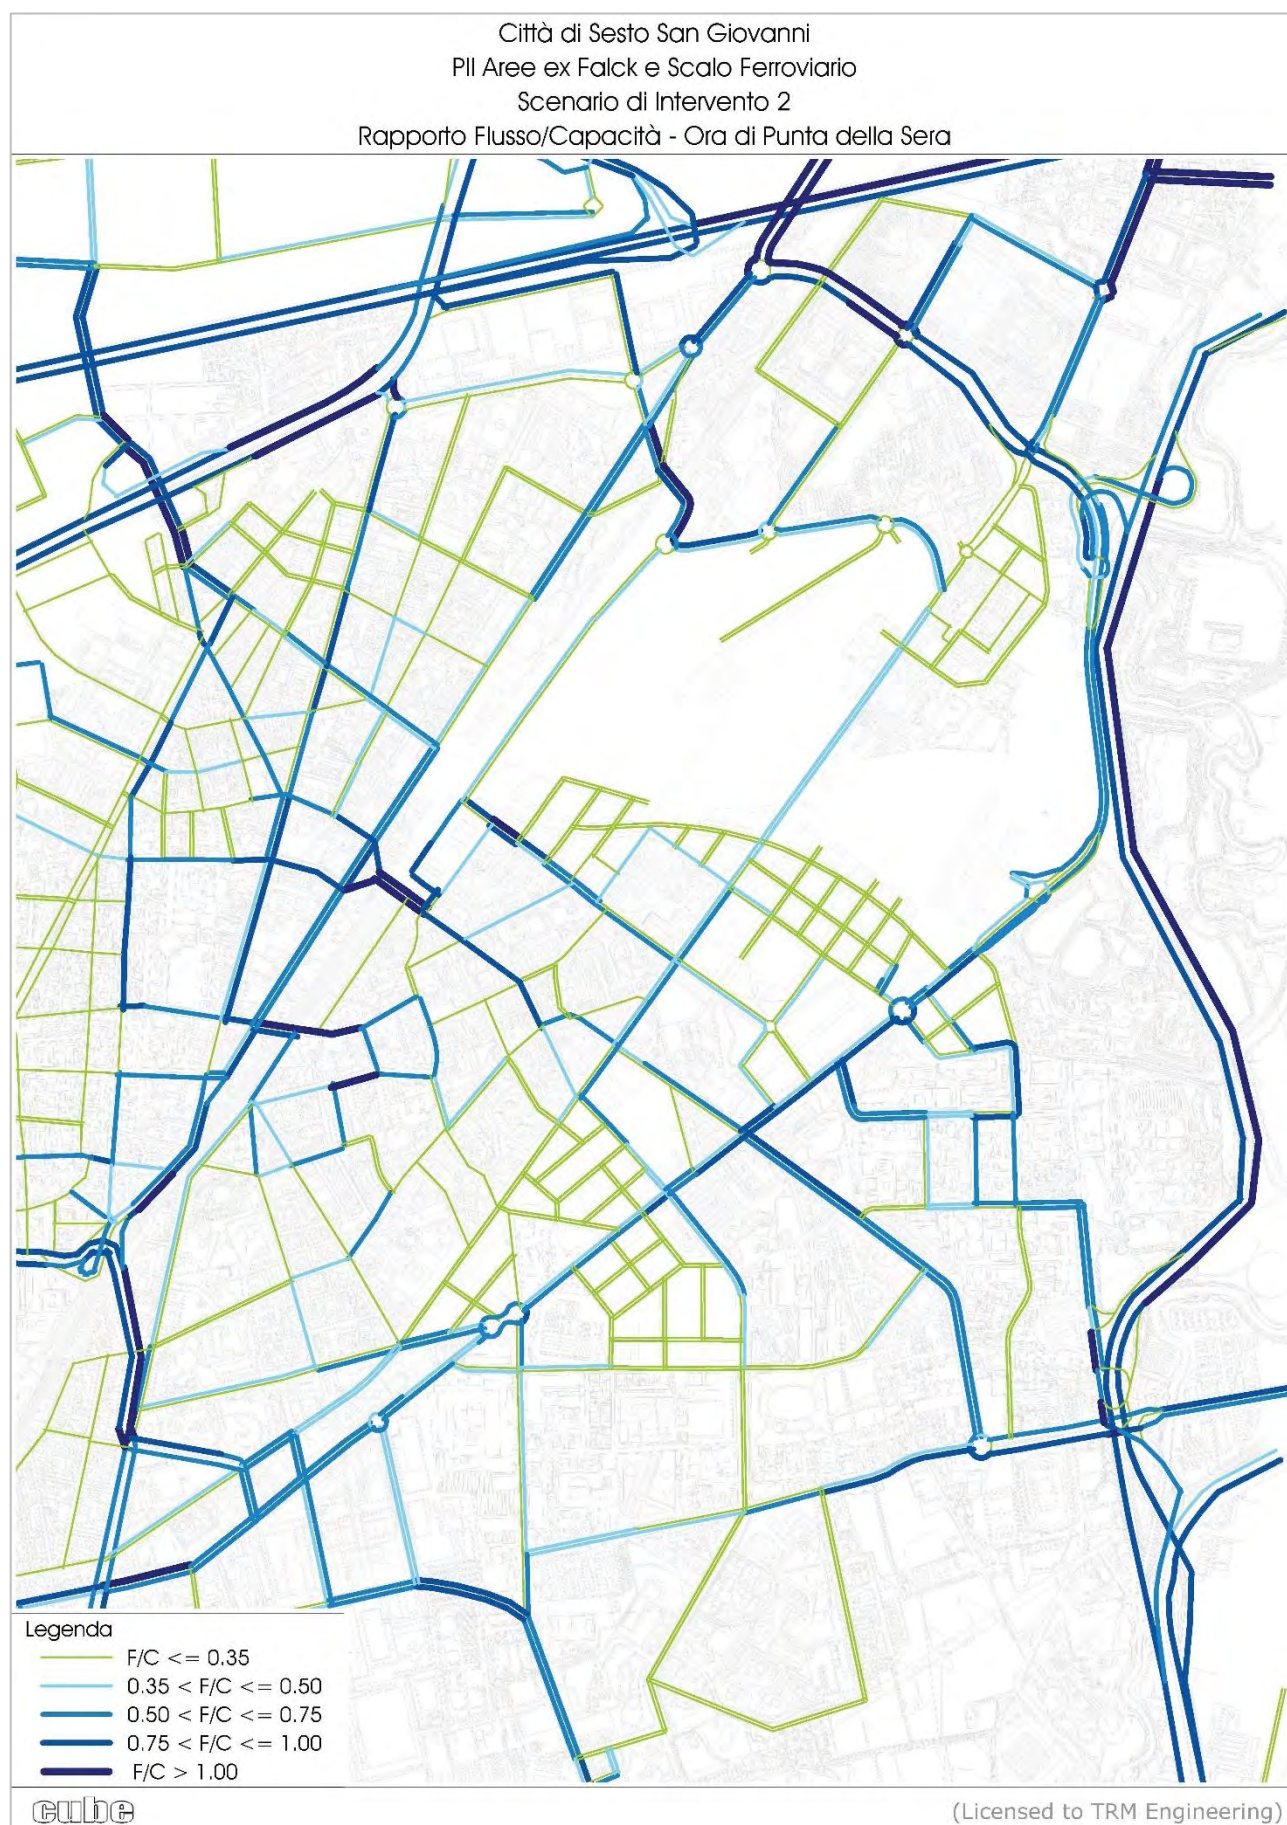 Città di Sesto San Giovanni
PII Aree ex Falck e Scalo Ferroviario
Scenario di Intervento 2
Rapporto Flusso/Capacità - Ora di Punta della Sera
Legenda
F/C <= 0.35
0.35 < F/C <= 0.50
0.50 < F/C <= 0.75
0.75 < F/C <= 1.00
F/C > 1.00
cube
(Licensed to TRM Engineering)